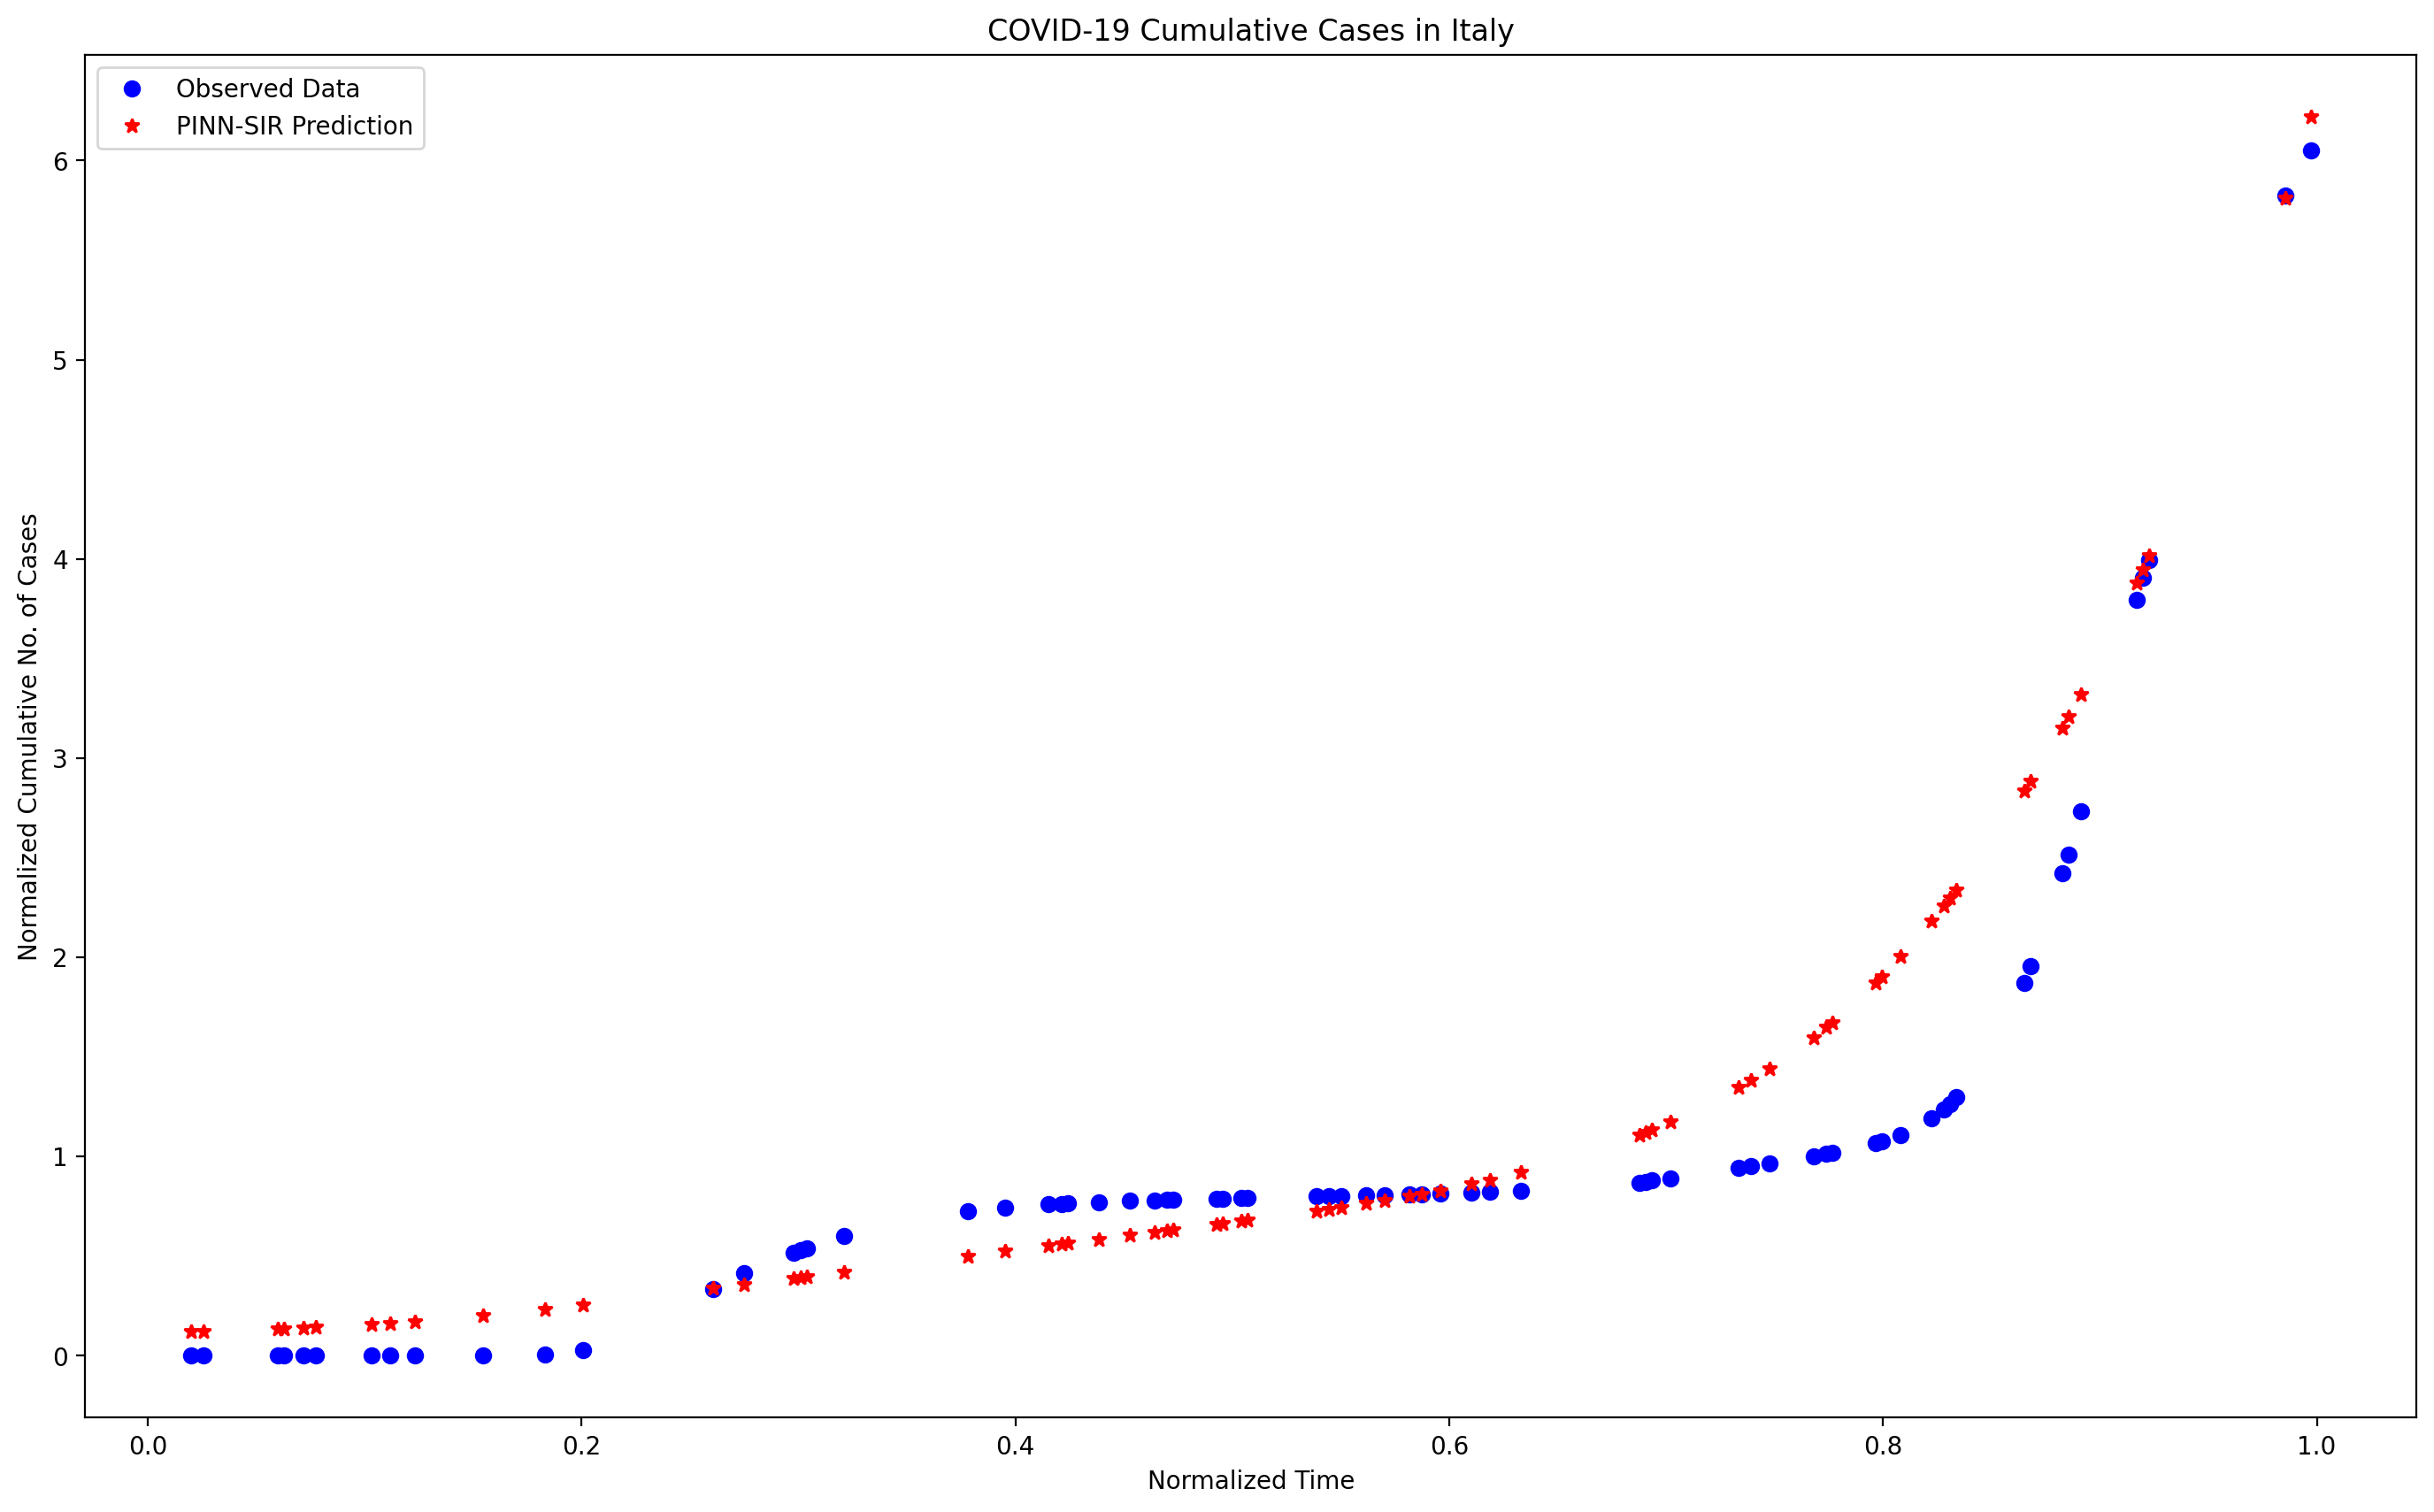 COVID-19 Cumulative Cases in Italy
Observed Data
PINN-SIR Prediction
Normalized Cumulative No. of Cases
6
5
4
3
2
1
0
0.0 0.2 0.4 0.6 0.8 1.0
Normalized Time